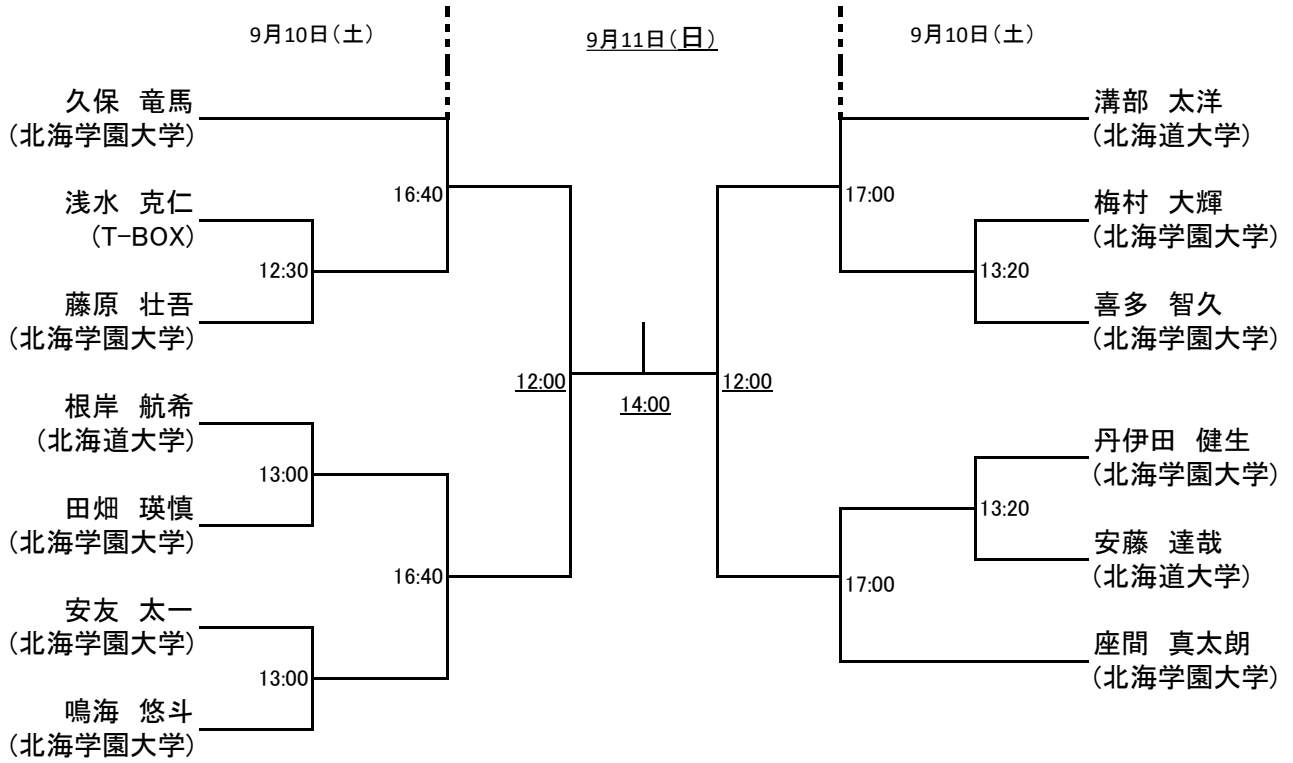 9月10日（土）
9月11日（日）
9月10日（土）
久保　竜馬
(北海学園大学)
浅水　克仁
(T-BOX)
藤原　壮吾
(北海学園大学)
根岸　航希
(北海道大学)
田畑　瑛慎
(北海学園大学)
安友　太一
(北海学園大学)
鳴海　悠斗
(北海学園大学)
16:40
12:30
13:00
16:40
13:00
12:00
14:00
12:00
17:00
13:20
13:20
17:00
溝部　太洋
(北海道大学)
梅村　大輝
(北海学園大学)
喜多　智久
(北海学園大学)
丹伊田　健生
(北海学園大学)
安藤　達哉
(北海道大学)
座間　真太朗
(北海学園大学)